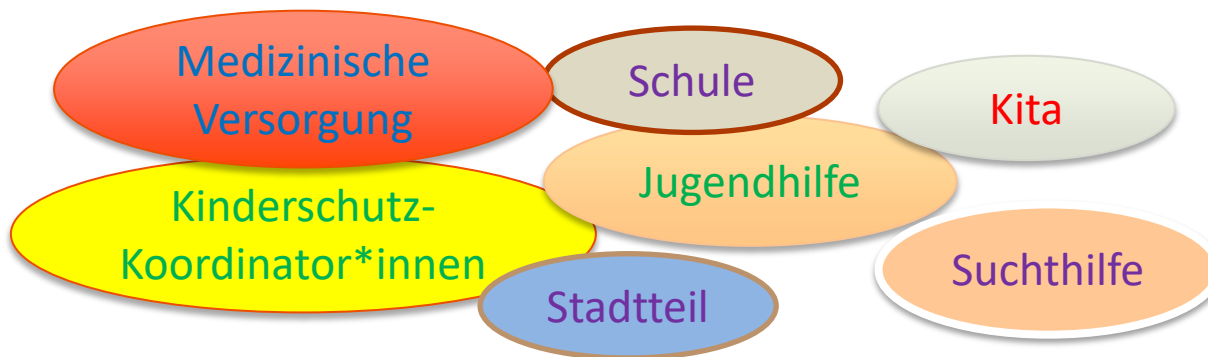 Medizinische
Versorgung
Schule
Kita
Jugendhilfe
Kinderschutz-
Koordinator*innen
Suchthilfe
Stadtteil